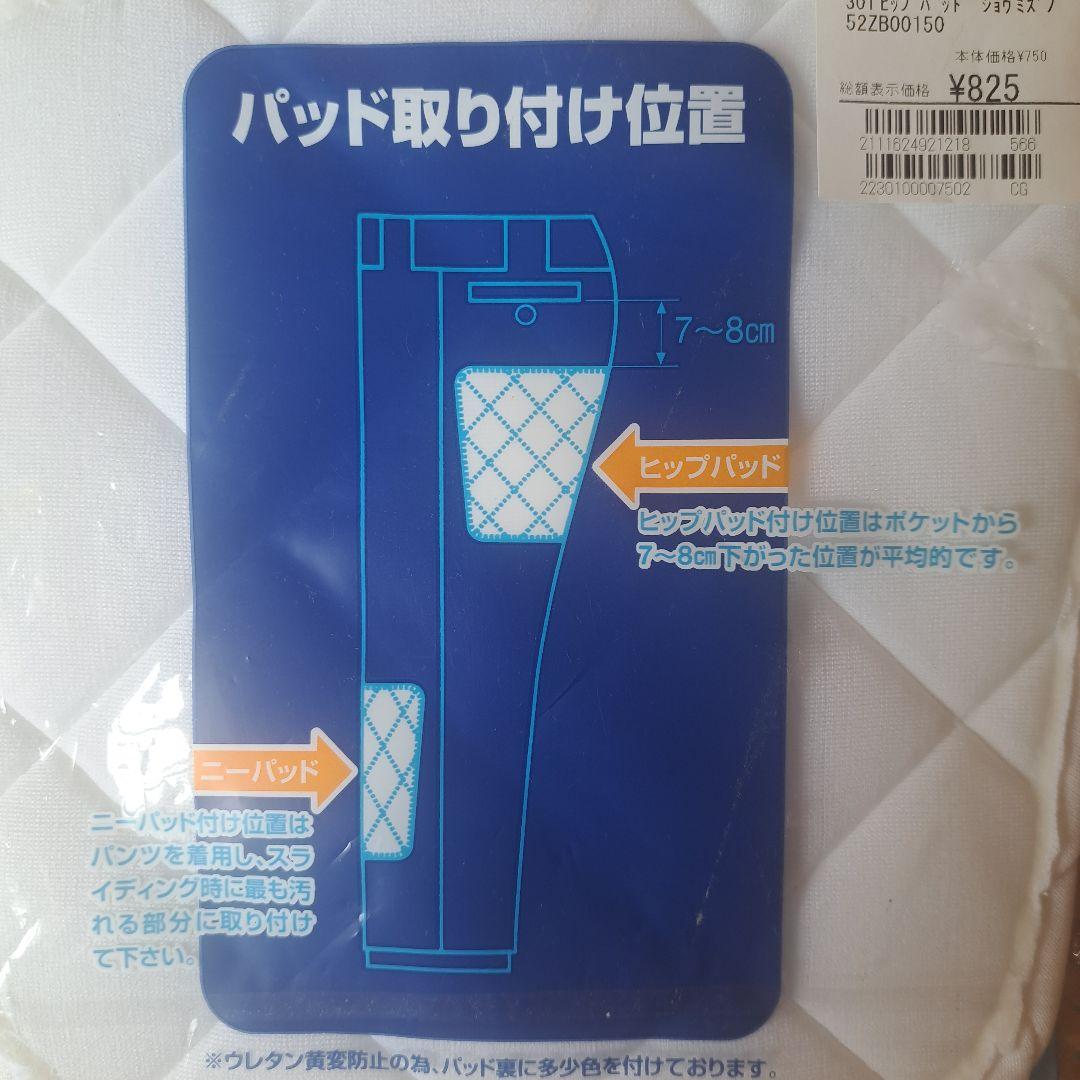 301ヒップパット ショウミズノ
52ZB00150
本体価格¥750
総額表示価格 ¥825
2111624921218 566
2230100007502 CG
パッド取り付け位置
7〜8cm
ヒップパッド
ヒップパッド付け位置はポケットから
7〜8cm下がった位置が平均的です。
ニーパッド
ニーパッド付け位置は
パンツを着用し、スラ
イディング時に最も汚
れる部分に取り付け
て下さい。
※ウレタン黄変防止の為、パッド裏に多少色を付けております。